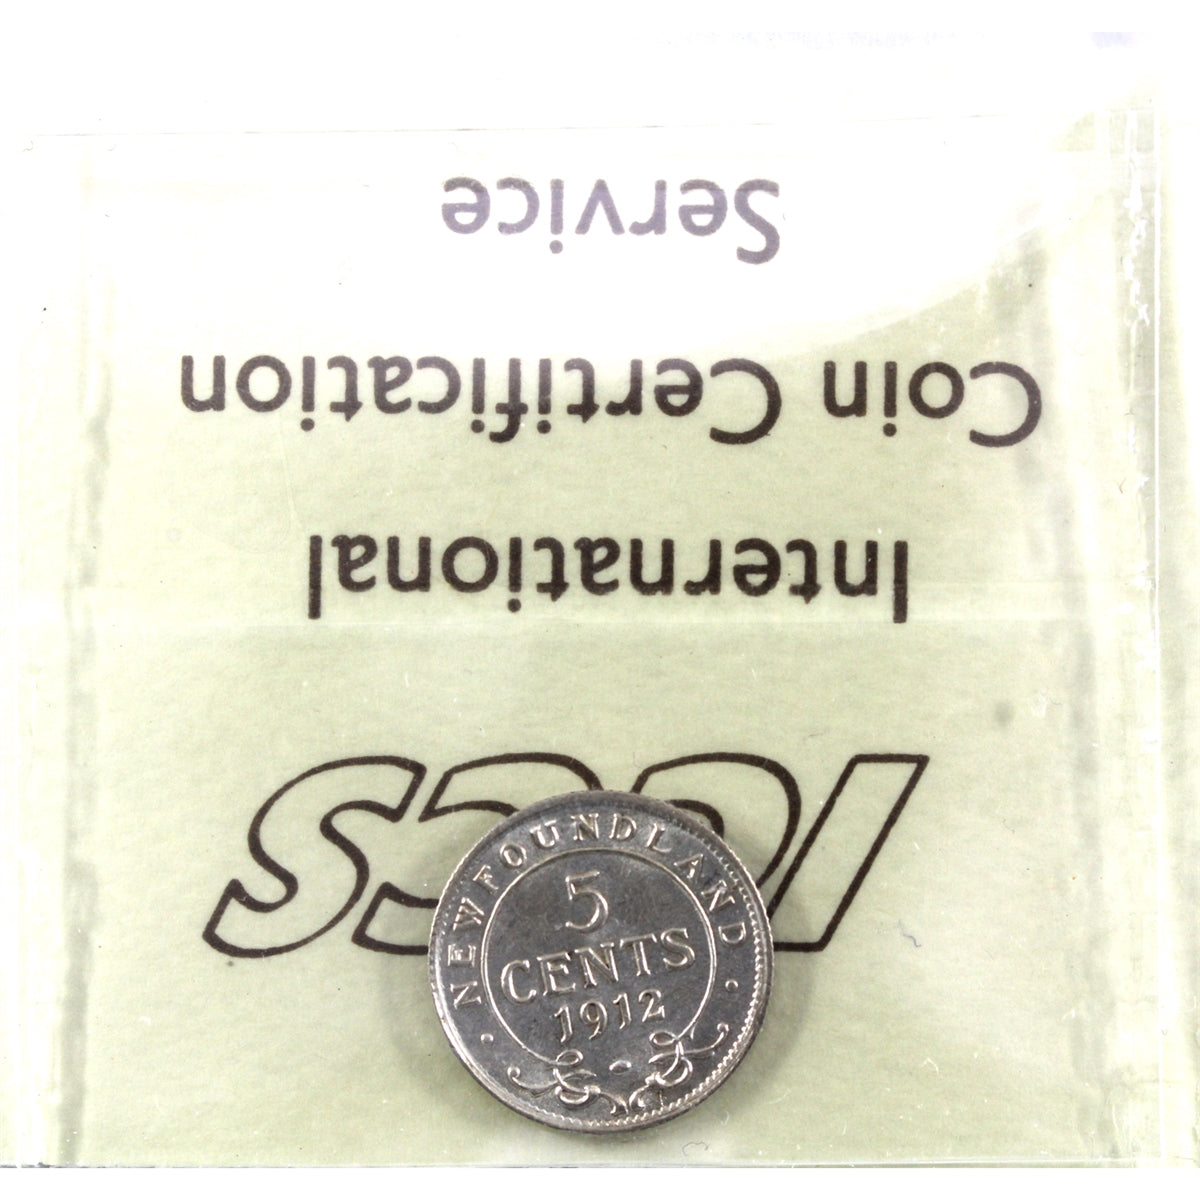 ICCS
International
Coin Certification
Service
NEWFOUNDLAND
5
CENTS
1912